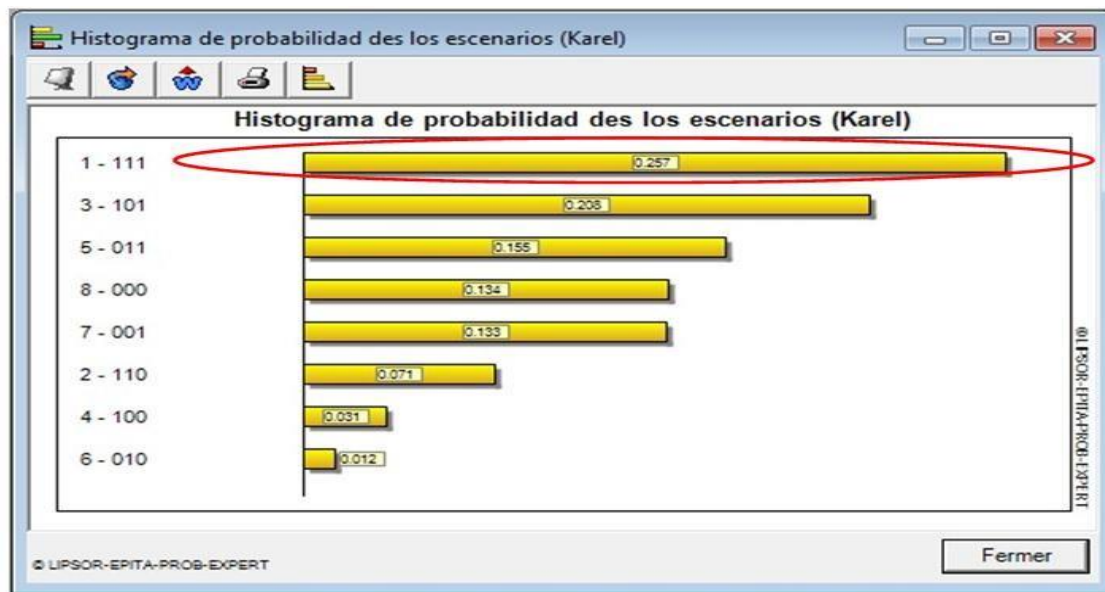 Histograma de probabilidad des los escenarios (Karel)
Histograma de probabilidad des los escenarios (Karel)
1 - 111 0.257
3 - 101 0.208
5 - 011 0.155
8 - 000 0.134
7 - 001 0.133
2 - 110 0.071
4 - 100 0.031
6 - 010 0.012
©LIPSOR-EPITA-PROB-EXPERT
© LIPSOR-EPITA-PROB-EXPERT
Fermer